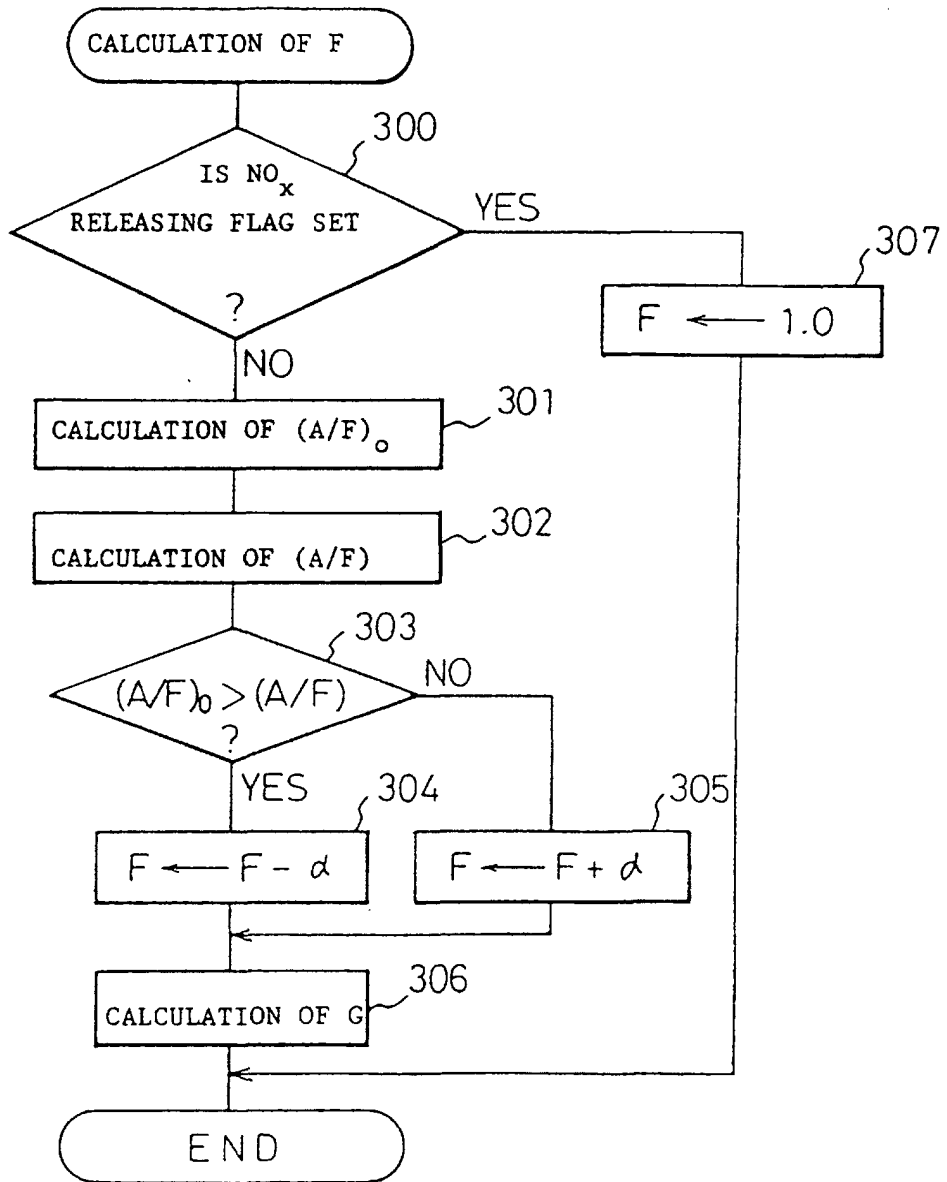 CALCULATION OF F
300
IS NOx
RELEASING FLAG SET
?
YES
NO
307
F ← 1.0
301
CALCULATION OF (A/F)o
302
CALCULATION OF (A/F)
303
(A/F)0 > (A/F)
?
NO
YES
304
F ← F - α
305
F ← F + α
306
CALCULATION OF G
END